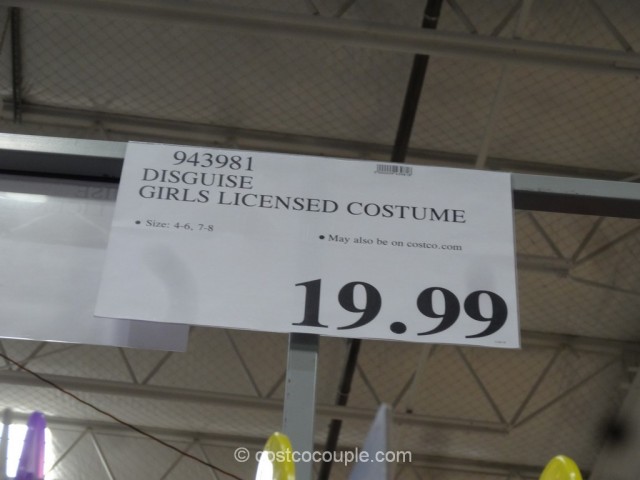 943981
DISGUISE
GIRLS LICENSED COSTUME
• Size: 4-6, 7-8
• May also be on costco.com
19.99
© costcocouple.com